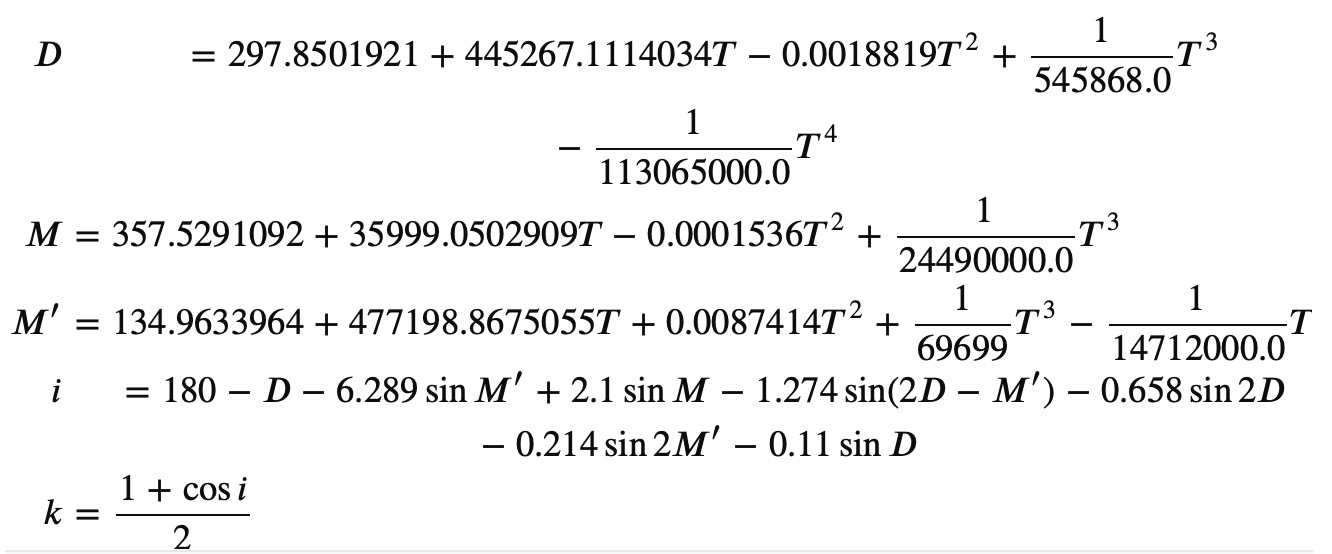 D = 297.8501921 + 445267.1114034T − 0.0018819T² + 1/545868.0 T³
− 1/113065000.0 T⁴
M = 357.5291092 + 35999.0502909T − 0.0001536T² + 1/24490000.0 T³
M′ = 134.9633964 + 477198.8675055T + 0.0087414T² + 1/69699 T³ − 1/14712000.0 T
i = 180 − D − 6.289 sin M′ + 2.1 sin M − 1.274 sin(2D − M′) − 0.658 sin 2D
− 0.214 sin 2M′ − 0.11 sin D
k = (1 + cos i)/2